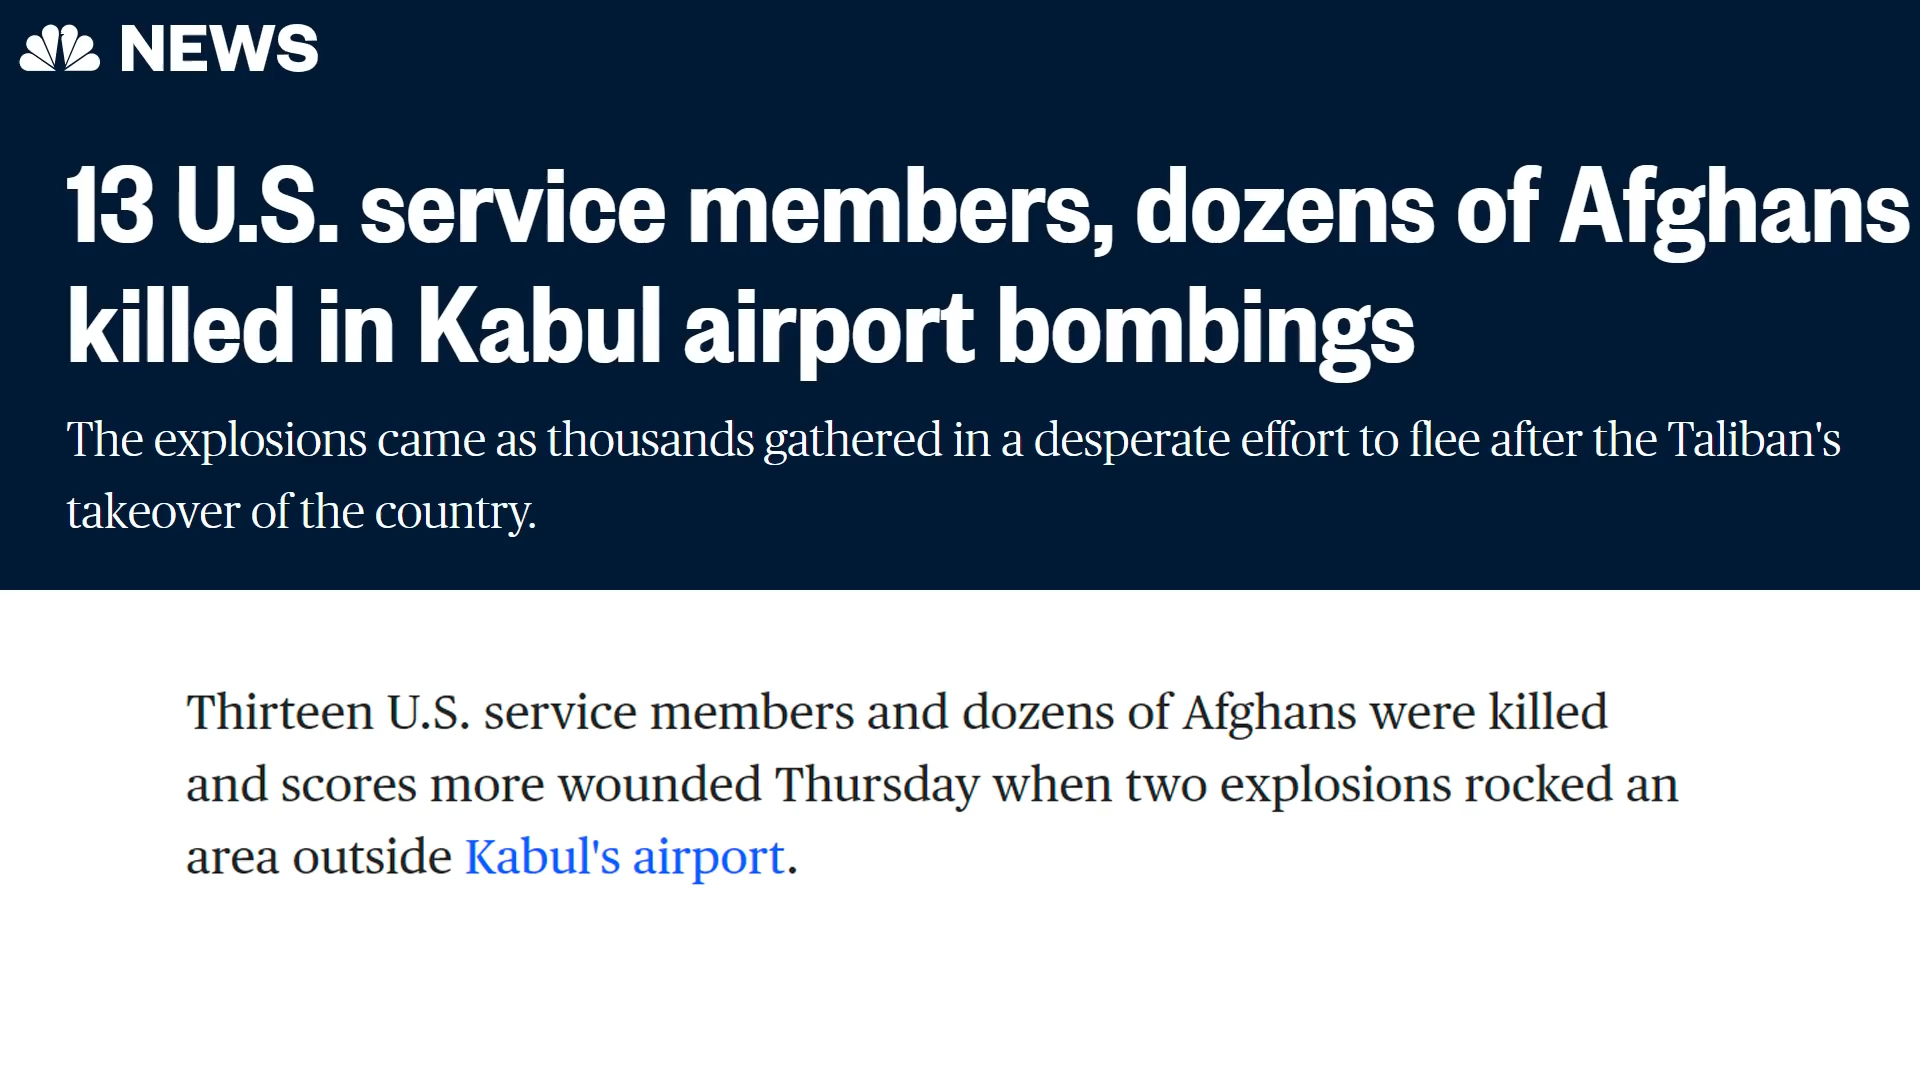 NEWS
13 U.S. service members, dozens of Afghans
killed in Kabul airport bombings
The explosions came as thousands gathered in a desperate effort to flee after the Taliban's
takeover of the country.
Thirteen U.S. service members and dozens of Afghans were killed
and scores more wounded Thursday when two explosions rocked an
area outside Kabul's airport.